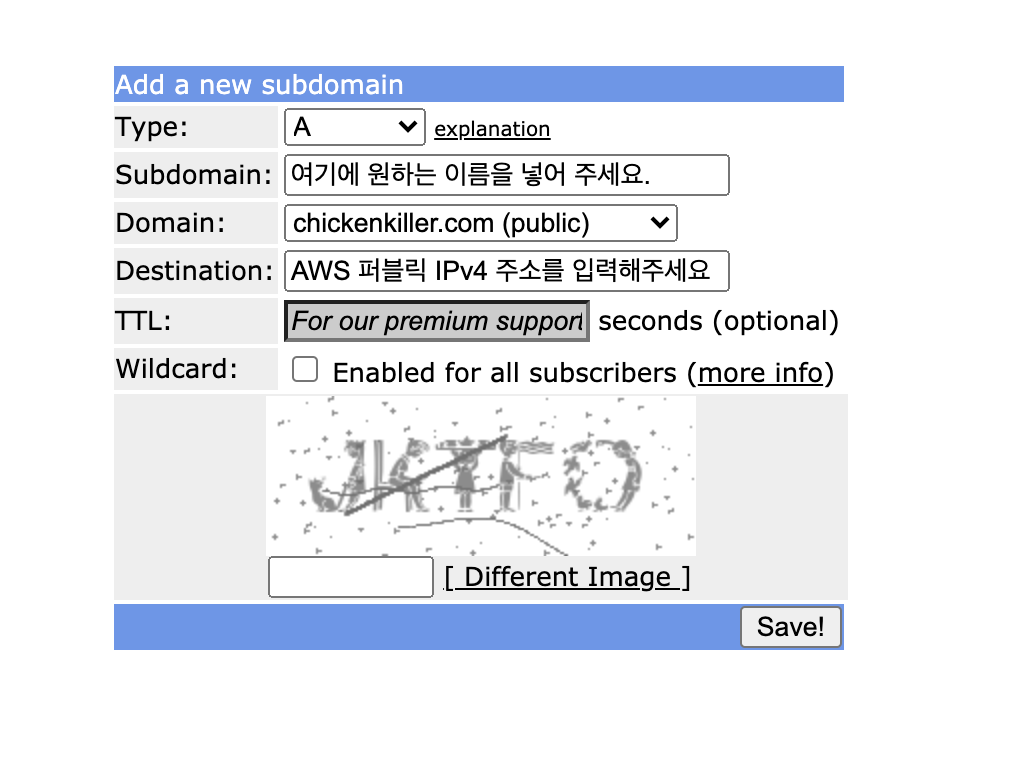 Add a new subdomain
Type: A explanation
Subdomain: 여기에 원하는 이름을 넣어 주세요.
Domain: chickenkiller.com (public)
Destination: AWS 퍼블릭 IPv4 주소를 입력해주세요
TTL: For our premium support seconds (optional)
Wildcard: Enabled for all subscribers (more info)
[ Different Image ]
Save!